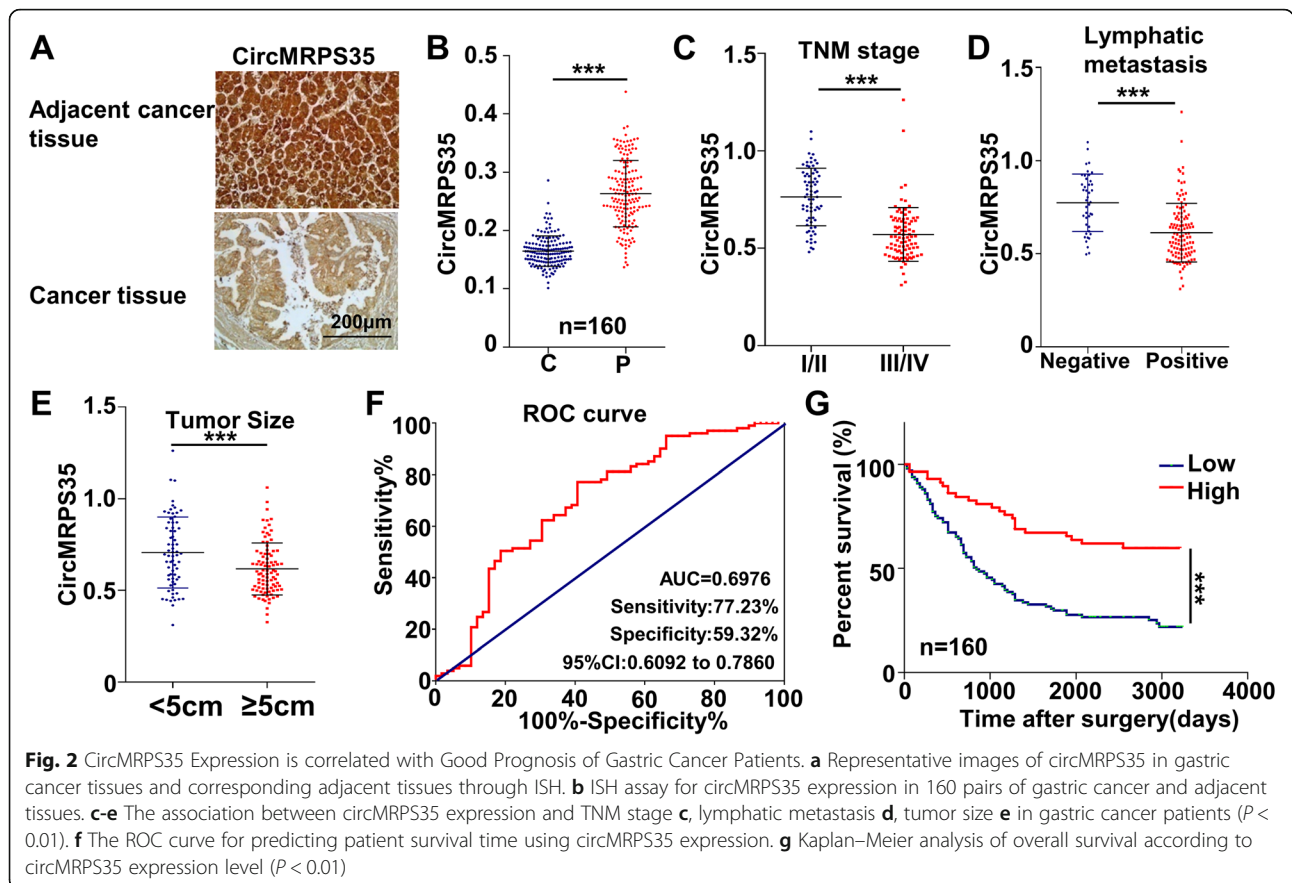 A
CircMRPS35
Adjacent cancer
tissue
Cancer tissue
200μm
B
CircMRPS35
0.5
0.4
0.3
0.2
0.1
0
***
n=160
C P
C
TNM stage
CircMRPS35
1.5
1.0
0.5
0
***
I/II III/IV
D
Lymphatic
metastasis
CircMRPS35
1.5
1.0
0.5
0
***
Negative Positive
E
Tumor Size
CircMRPS35
1.5
1.0
0.5
0
***
<5cm ≥5cm
F
ROC curve
Sensitivity%
100
80
60
40
20
0
AUC=0.6976
Sensitivity:77.23%
Specificity:59.32%
95%CI:0.6092 to 0.7860
0 20 40 60 80 100
100%-Specificity%
G
Percent survival (%)
100
50
0
Low
High
***
n=160
0 1000 2000 3000 4000
Time after surgery(days)
Fig. 2 CircMRPS35 Expression is correlated with Good Prognosis of Gastric Cancer Patients. a Representative images of circMRPS35 in gastric
cancer tissues and corresponding adjacent tissues through ISH. b ISH assay for circMRPS35 expression in 160 pairs of gastric cancer and adjacent
tissues. c-e The association between circMRPS35 expression and TNM stage c, lymphatic metastasis d, tumor size e in gastric cancer patients (P <
0.01). f The ROC curve for predicting patient survival time using circMRPS35 expression. g Kaplan–Meier analysis of overall survival according to
circMRPS35 expression level (P < 0.01)